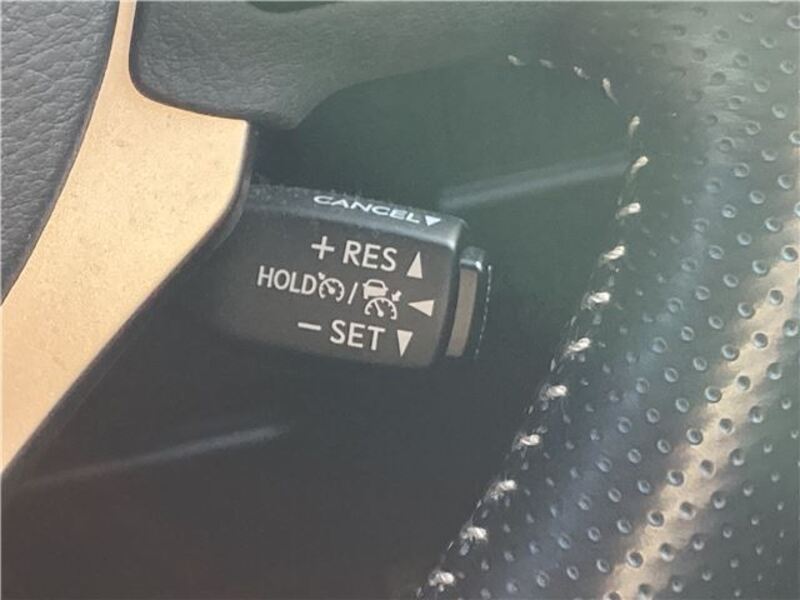 CANCEL▼
+ RES ▲
HOLD / ◀
− SET ▼